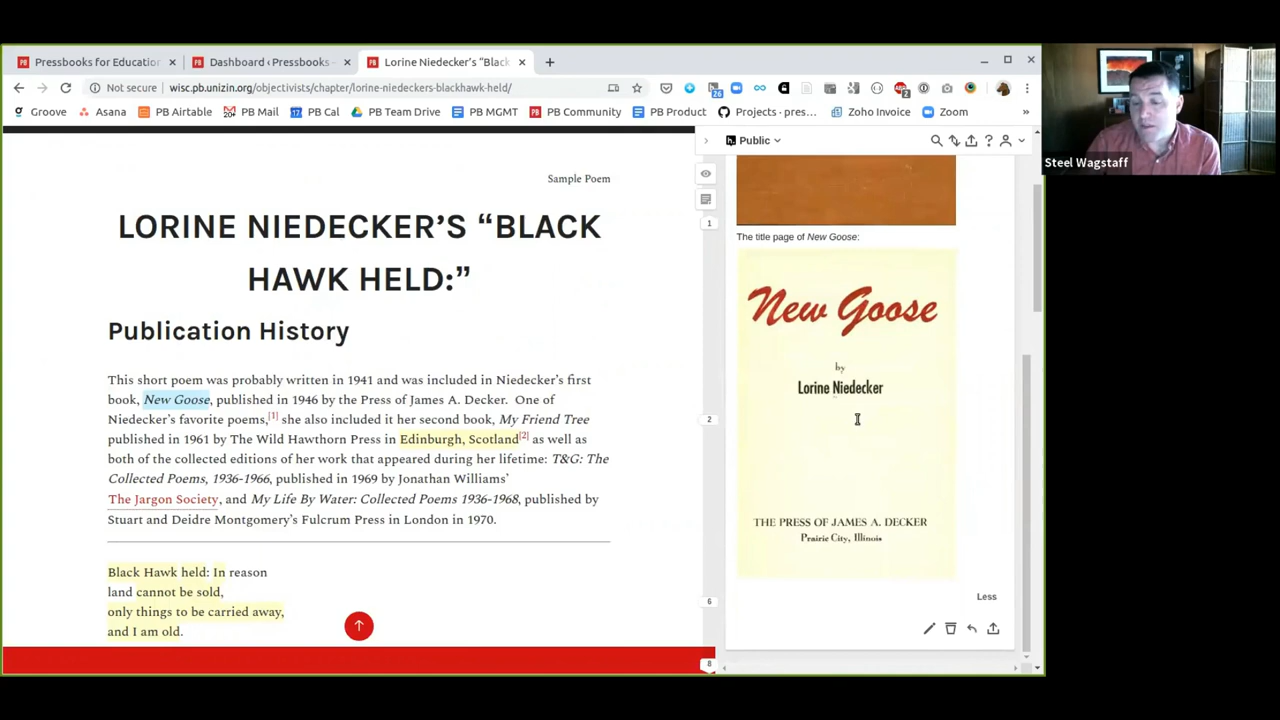 Pressbooks for Education
Dashboard ‹ Pressbooks –
Lorine Niedecker's “Black
Not secure
wisc.pb.unizin.org/objectivists/chapter/lorine-niedeckers-blackhawk-held/
26
2
Groove
Asana
PB Airtable
PB MGMT
PB Cal
PB Team Drive
PB MGMT
PB Community
PB Product
Projects · pres...
Zoho Invoice
Zoom
»
Steel Wagstaff
Public
Sample Poem
LORINE NIEDECKER’S “BLACK
HAWK HELD:”
Publication History
This short poem was probably written in 1941 and was included in Niedecker’s first
book, New Goose, published in 1946 by the Press of James A. Decker. One of
Niedecker’s favorite poems,[1] she also included it her second book, My Friend Tree
published in 1961 by The Wild Hawthorn Press in Edinburgh, Scotland[2] as well as
both of the collected editions of her work that appeared during her lifetime: T&G: The
Collected Poems, 1936-1966, published in 1969 by Jonathan Williams’
The Jargon Society, and My Life By Water: Collected Poems 1936-1968, published by
Stuart and Deidre Montgomery’s Fulcrum Press in London in 1970.
Black Hawk held: In reason
land cannot be sold,
only things to be carried away,
and I am old.
1
2
6
8
The title page of New Goose:
New Goose
by
Lorine Niedecker
THE PRESS OF JAMES A. DECKER
Prairie City, Illinois
Less